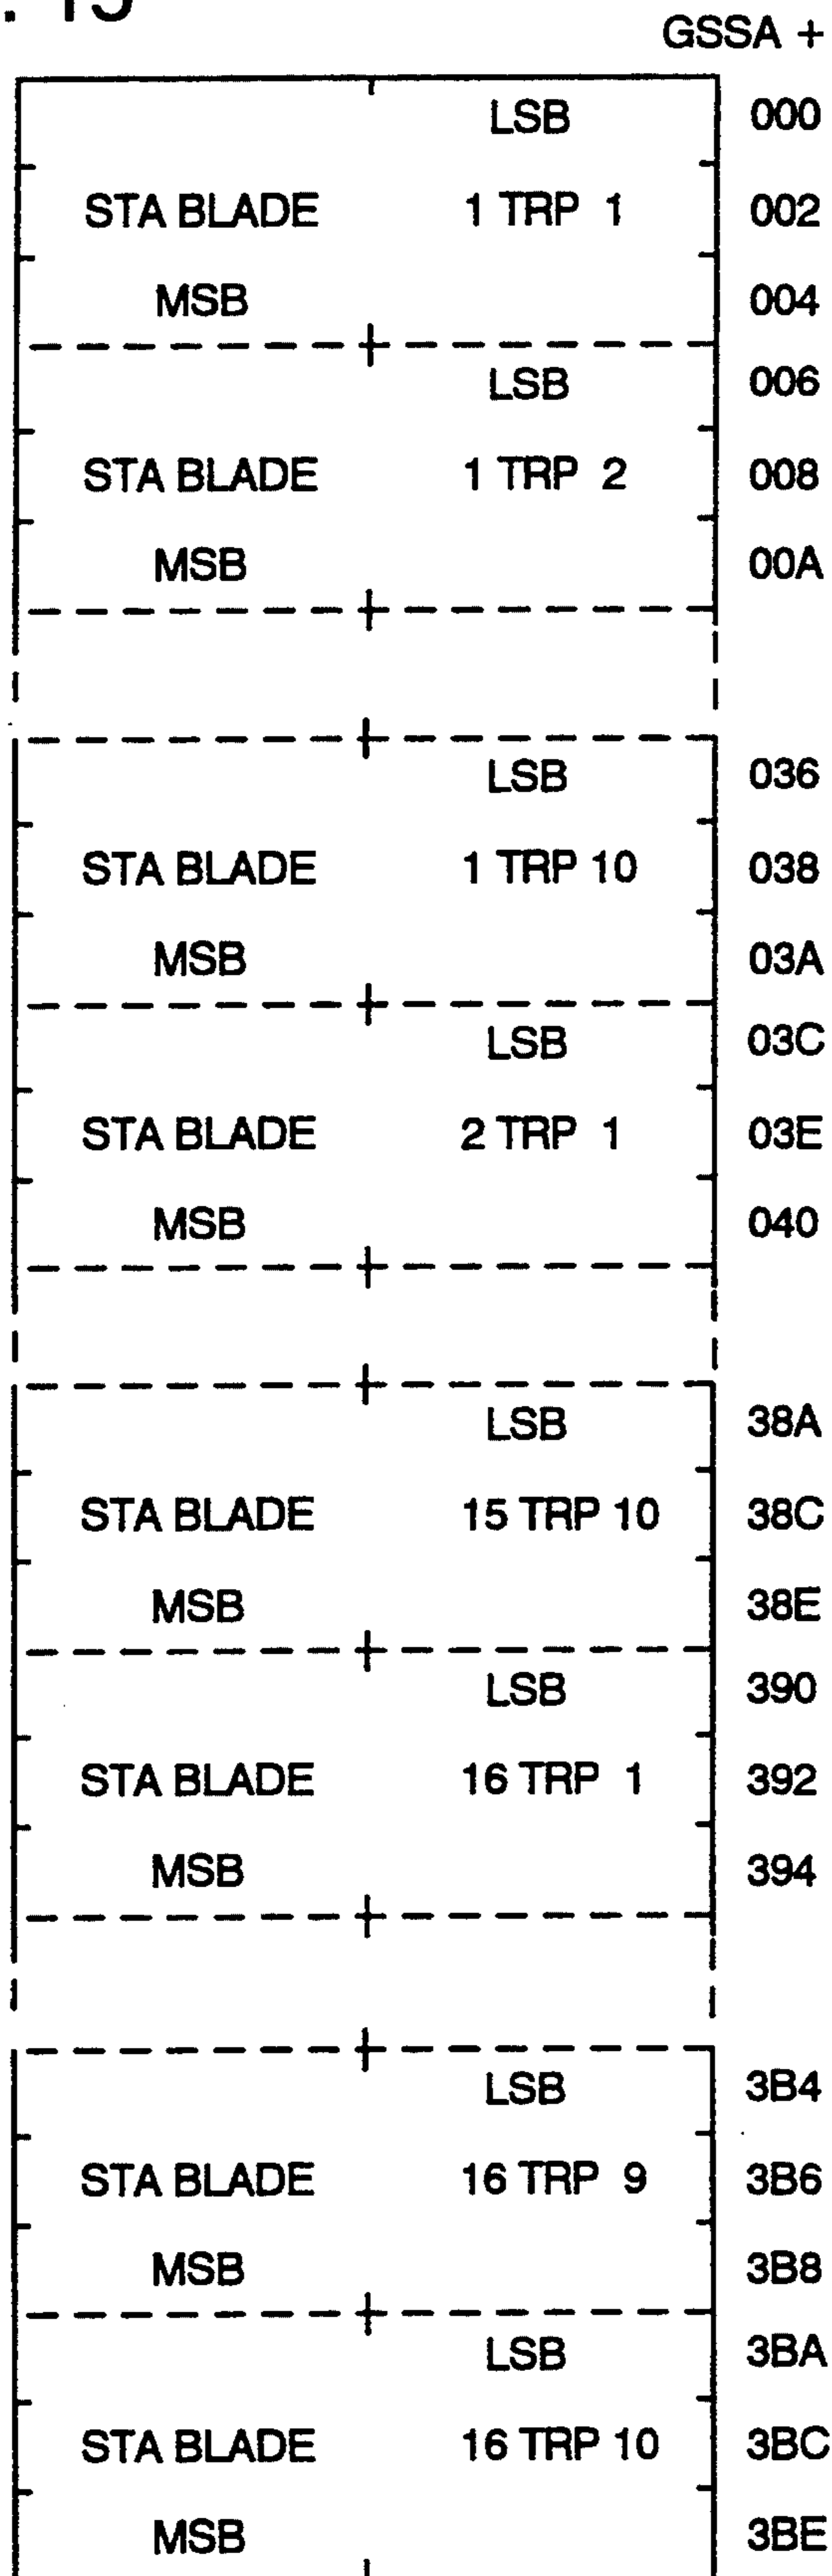 . 15
GSSA +
LSB 000
STA BLADE 1 TRP 1 002
MSB 004
LSB 006
STA BLADE 1 TRP 2 008
MSB 00A
LSB 036
STA BLADE 1 TRP 10 038
MSB 03A
LSB 03C
STA BLADE 2 TRP 1 03E
MSB 040
LSB 38A
STA BLADE 15 TRP 10 38C
MSB 38E
LSB 390
STA BLADE 16 TRP 1 392
MSB 394
LSB 3B4
STA BLADE 16 TRP 9 3B6
MSB 3B8
LSB 3BA
STA BLADE 16 TRP 10 3BC
MSB 3BE